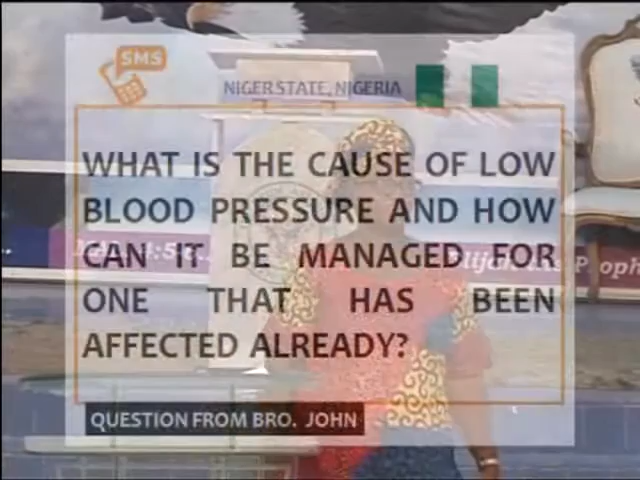 SMS
NIGER STATE, NIGERIA
WHAT IS THE CAUSE OF LOW
BLOOD PRESSURE AND HOW
CAN IT BE MANAGED FOR
ONE THAT HAS BEEN
AFFECTED ALREADY?
QUESTION FROM BRO. JOHN